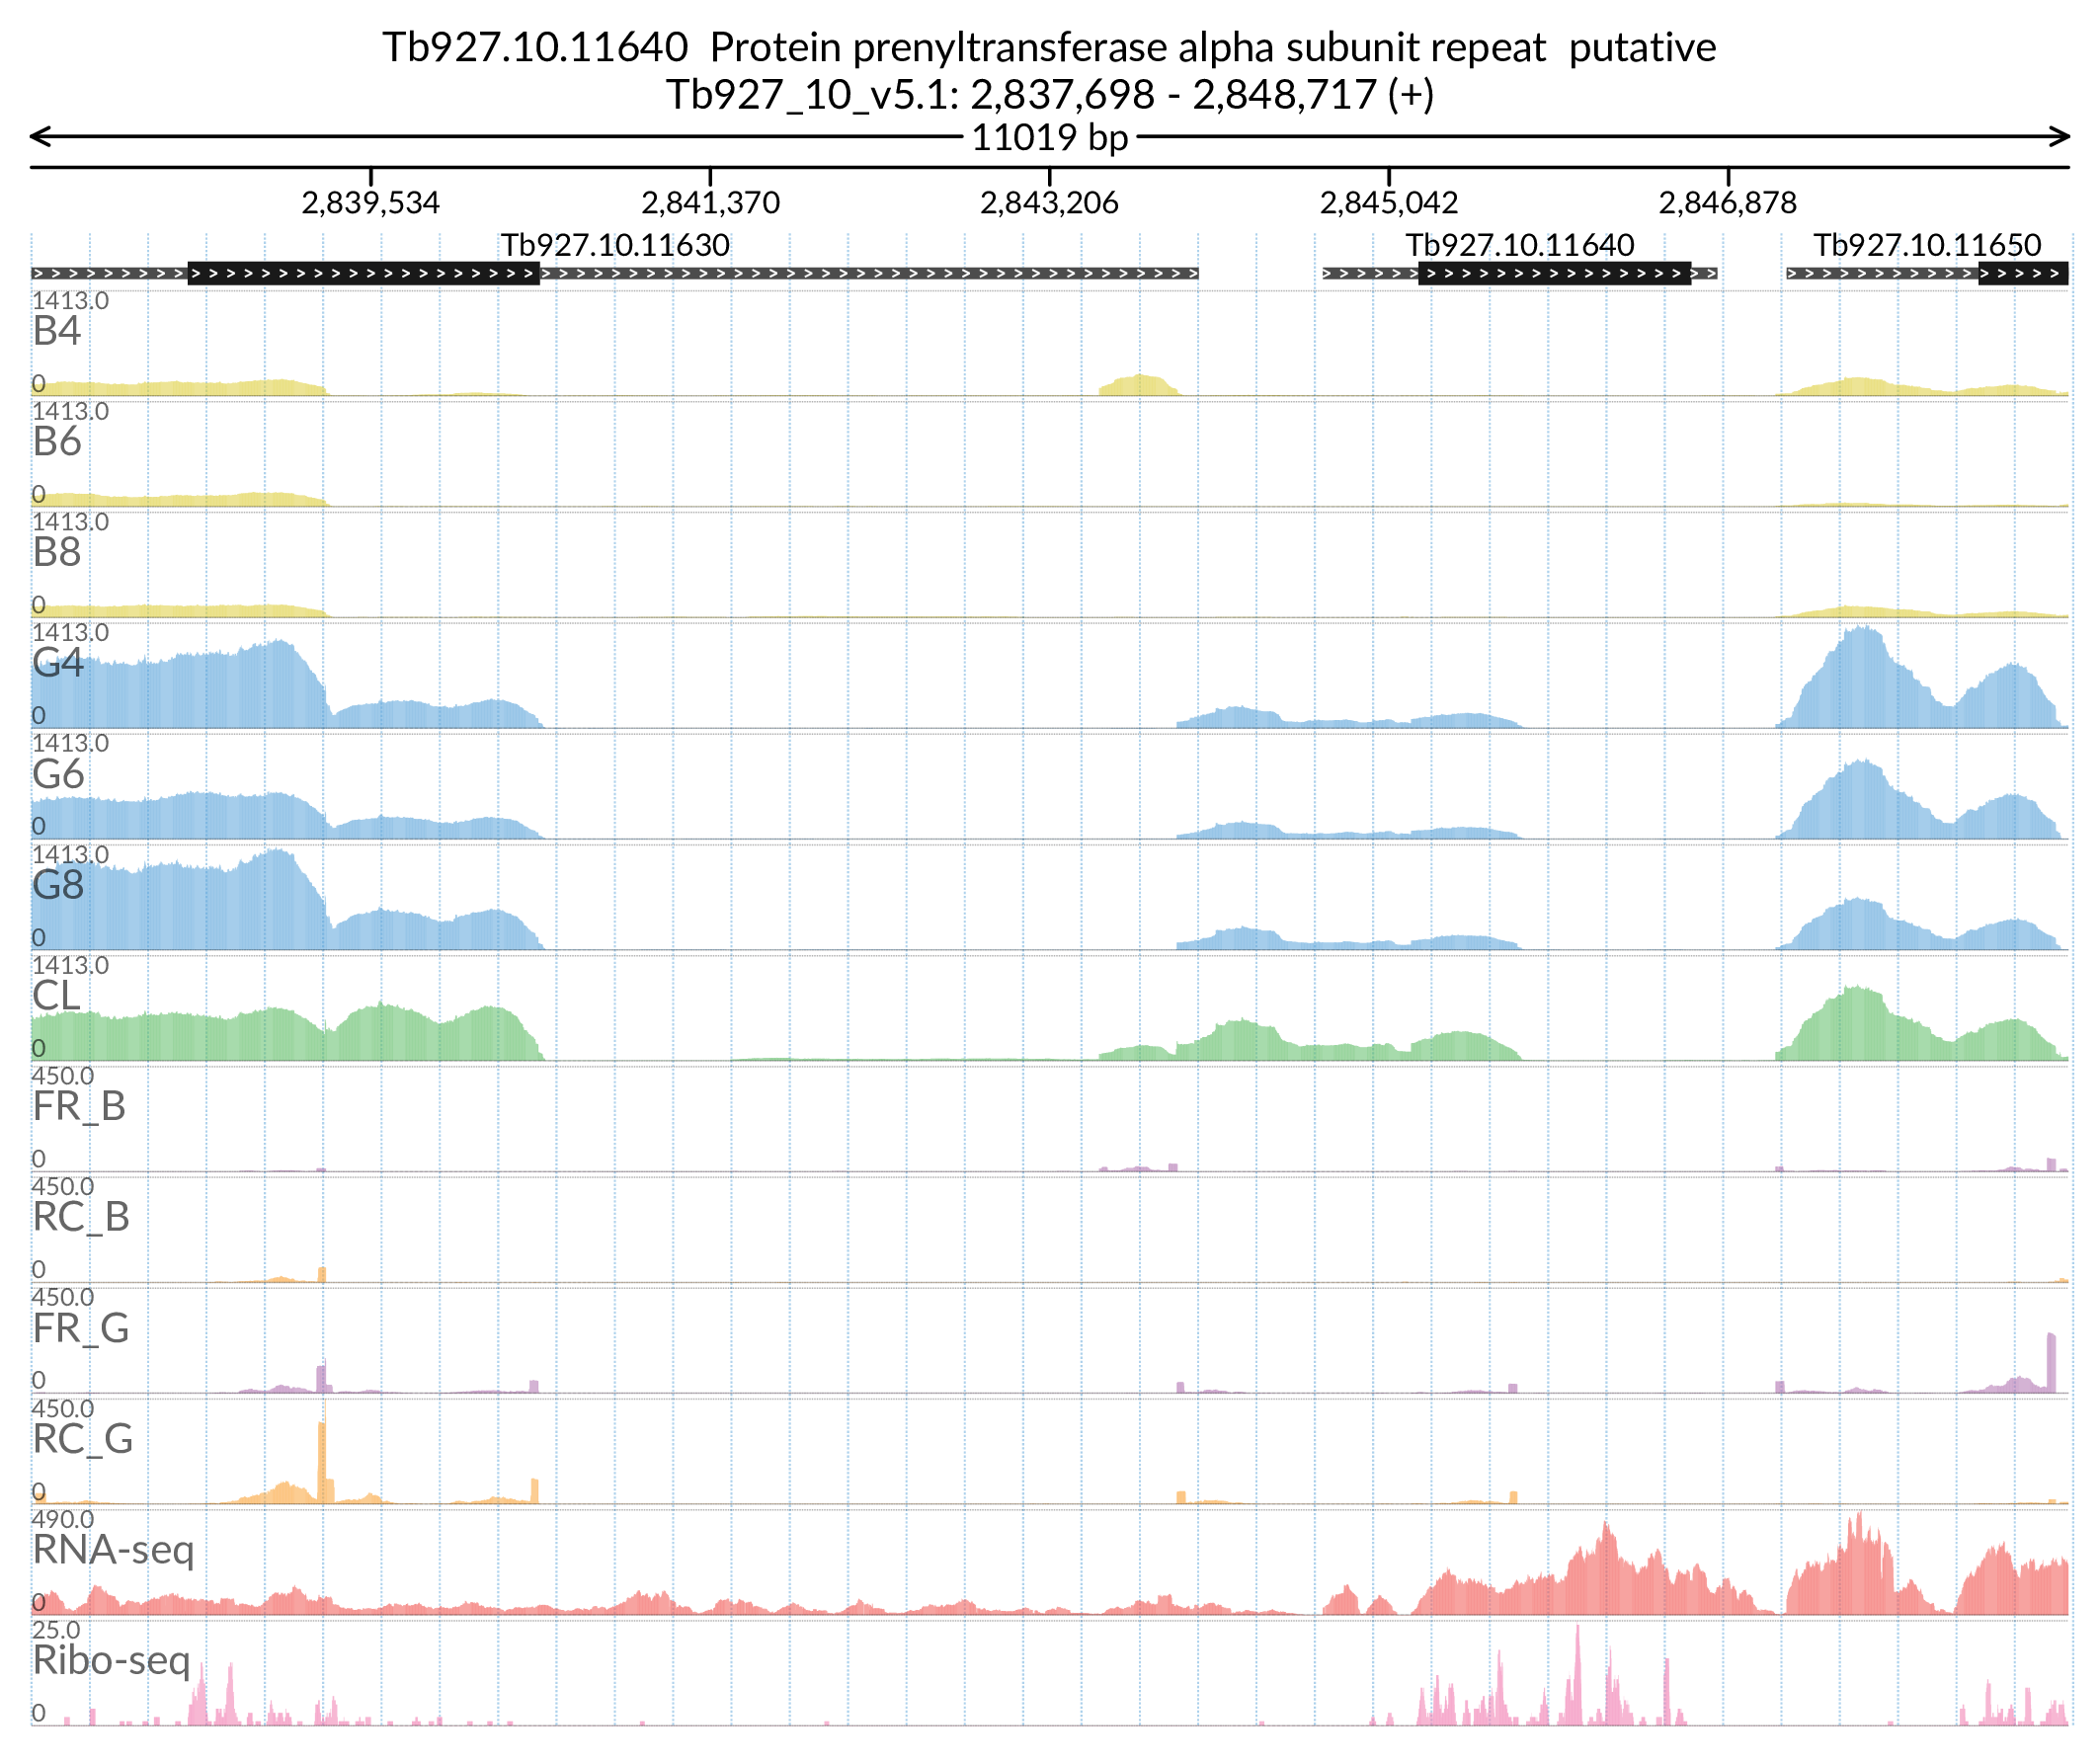 Tb927.10.11640  Protein prenyltransferase alpha subunit repeat  putative
Tb927_10_v5.1: 2,837,698 - 2,848,717 (+)
11019 bp
2,839,534 2,841,370 2,843,206 2,845,042 2,846,878
Tb927.10.11630 Tb927.10.11640 Tb927.10.11650
1413.0
B4
0
1413.0
B6
0
1413.0
B8
0
1413.0
G4
0
1413.0
G6
0
1413.0
G8
0
1413.0
CL
0
450.0
FR_B
0
450.0
RC_B
0
450.0
FR_G
0
450.0
RC_G
0
490.0
RNA-seq
0
25.0
Ribo-seq
0